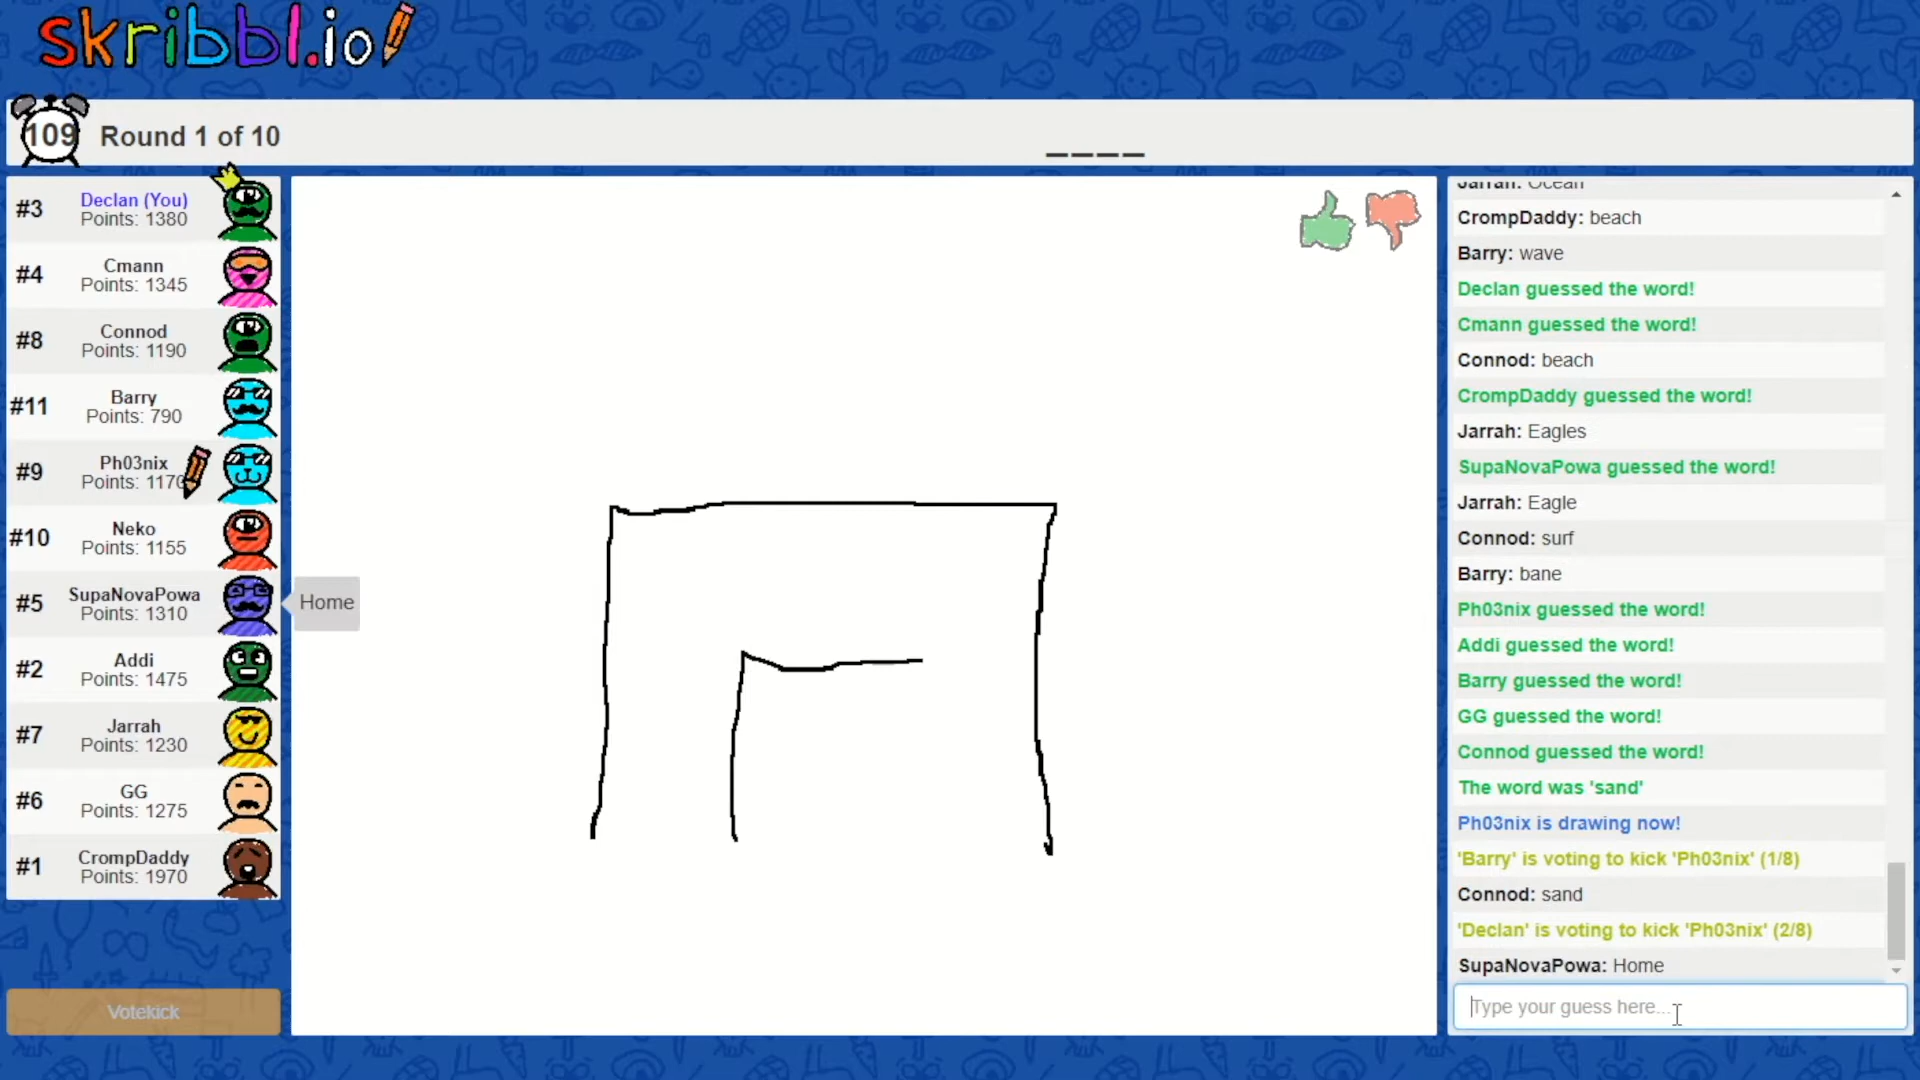 skribbl.io
109
Round 1 of 10
____
#3
Declan (You)
Points: 1380
#4
Cmann
Points: 1345
#8
Connod
Points: 1190
#11
Barry
Points: 790
#9
Ph03nix
Points: 1170
#10
Neko
Points: 1155
#5
SupaNovaPowa
Points: 1310
Home
#2
Addi
Points: 1475
#7
Jarrah
Points: 1230
#6
GG
Points: 1275
#1
CrompDaddy
Points: 1970
Votekick
Jarrah: Ocean
CrompDaddy: beach
Barry: wave
Declan guessed the word!
Cmann guessed the word!
Connod: beach
CrompDaddy guessed the word!
Jarrah: Eagles
SupaNovaPowa guessed the word!
Jarrah: Eagle
Connod: surf
Barry: bane
Ph03nix guessed the word!
Addi guessed the word!
Barry guessed the word!
GG guessed the word!
Connod guessed the word!
The word was 'sand'
Ph03nix is drawing now!
'Barry' is voting to kick 'Ph03nix' (1/8)
Connod: sand
'Declan' is voting to kick 'Ph03nix' (2/8)
SupaNovaPowa: Home
Type your guess here...